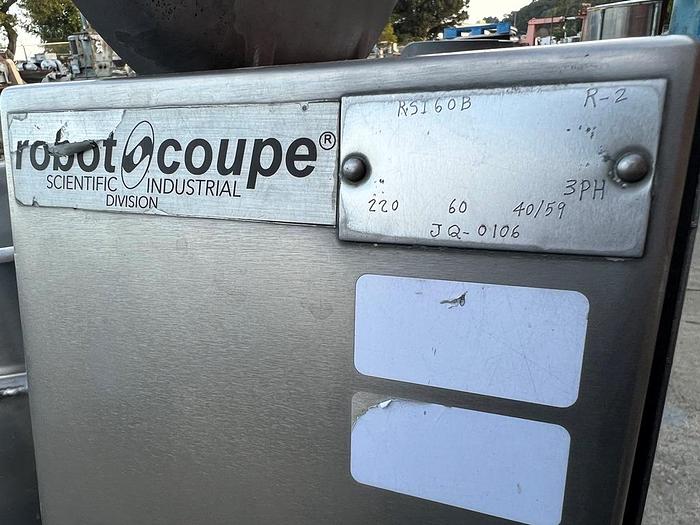 robot coupe®
SCIENTIFIC INDUSTRIAL
DIVISION
RSI60B R-2
3PH
220 60 40/59
JQ-0106